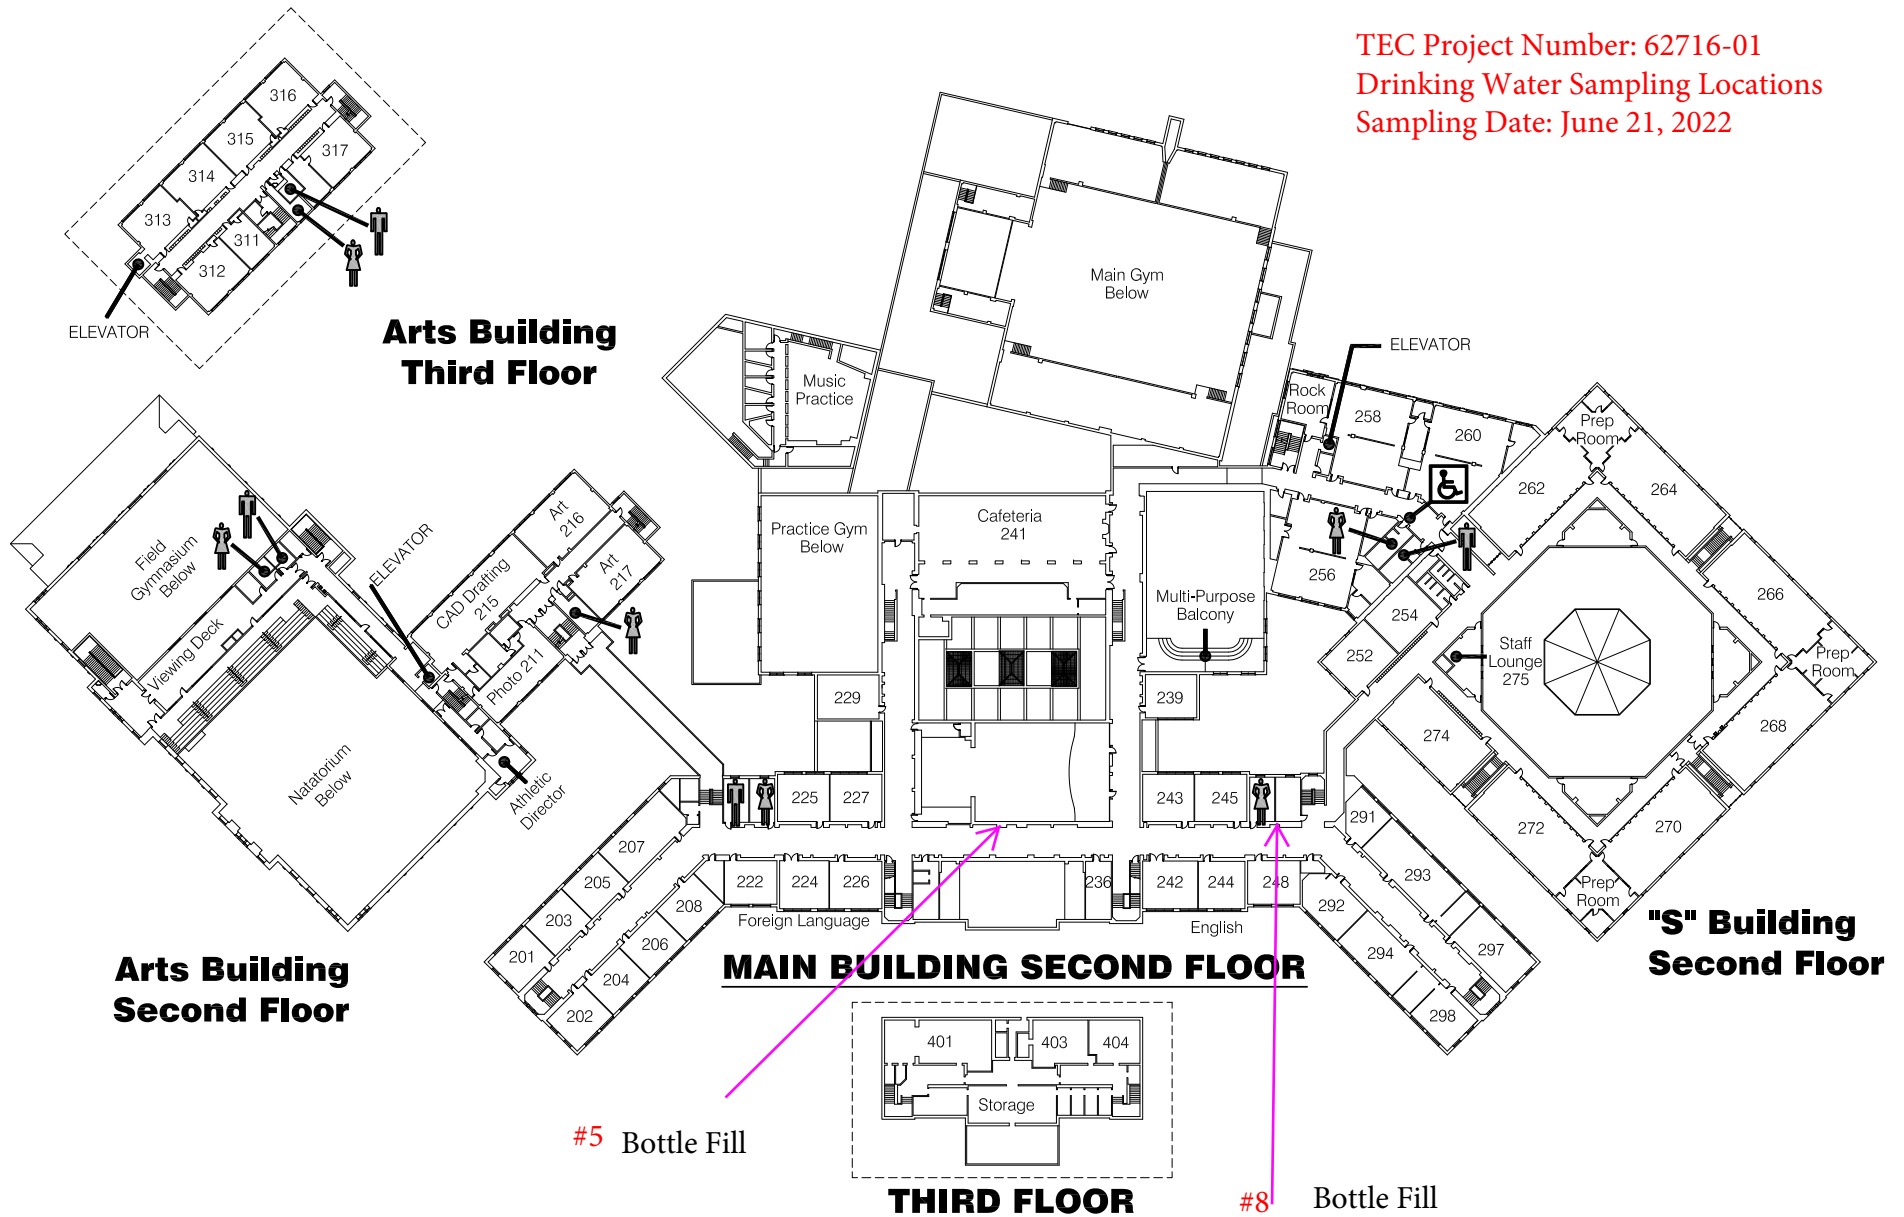 TEC Project Number: 62716-01
Drinking Water Sampling Locations
Sampling Date: June 21, 2022
316
315
317
314
313
311
312
ELEVATOR
Arts Building
Third Floor
Main Gym
Below
ELEVATOR
Music
Practice
Rock
Room
258
260
Prep
Room
262
264
Art
216
Art
217
CAD Drafting
215
Photo 211
ELEVATOR
Field
Gymnasium
Below
Viewing Deck
Natatorium
Below
Athletic
Director
Practice Gym
Below
Cafeteria
241
Multi-Purpose
Balcony
256
254
252
266
Staff
Lounge
275
Prep
Room
268
274
272
270
Prep
Room
229
239
225
227
243
245
291
293
297
207
205
203
201
222
224
226
236
242
244
248
292
294
298
208
206
204
202
Foreign Language
English
Arts Building
Second Floor
MAIN BUILDING SECOND FLOOR
"S" Building
Second Floor
401
403
404
Storage
THIRD FLOOR
#5 Bottle Fill
#8 Bottle Fill